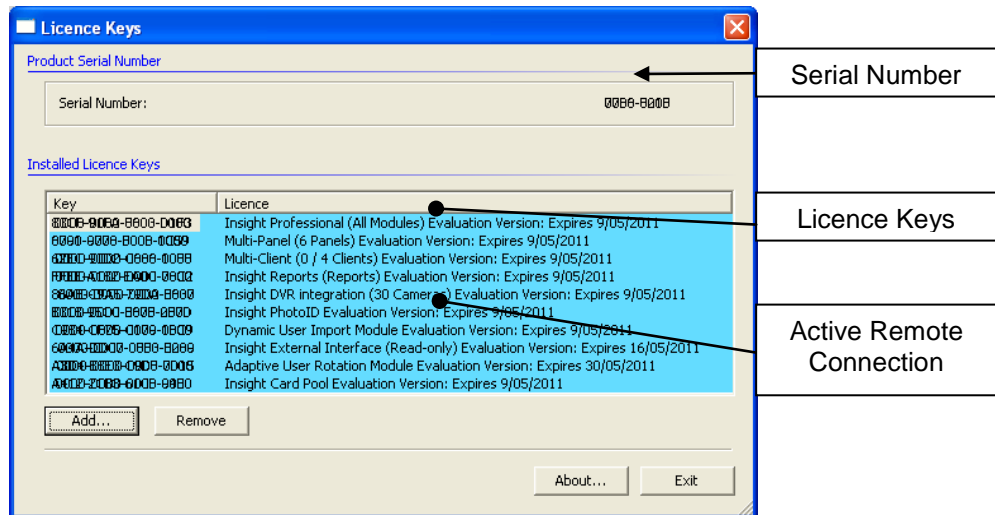 Licence Keys
Product Serial Number
Serial Number
Serial Number:
Installed Licence Keys
Key Licence
Licence Keys
Insight Professional (All Modules) Evaluation Version: Expires 9/05/2011
Multi-Panel (6 Panels) Evaluation Version: Expires 9/05/2011
Multi-Client (0 / 4 Clients) Evaluation Version: Expires 9/05/2011
Insight Reports (Reports) Evaluation Version: Expires 9/05/2011
Insight DVR integration (30 Cameras) Evaluation Version: Expires 9/05/2011
Insight PhotoID Evaluation Version: Expires 9/05/2011
Dynamic User Import Module Evaluation Version: Expires 9/05/2011
Insight External Interface (Read-only) Evaluation Version: Expires 16/05/2011
Adaptive User Rotation Module Evaluation Version: Expires 30/05/2011
Insight Card Pool Evaluation Version: Expires 9/05/2011
Active Remote
Connection
Add... Remove
About... Exit